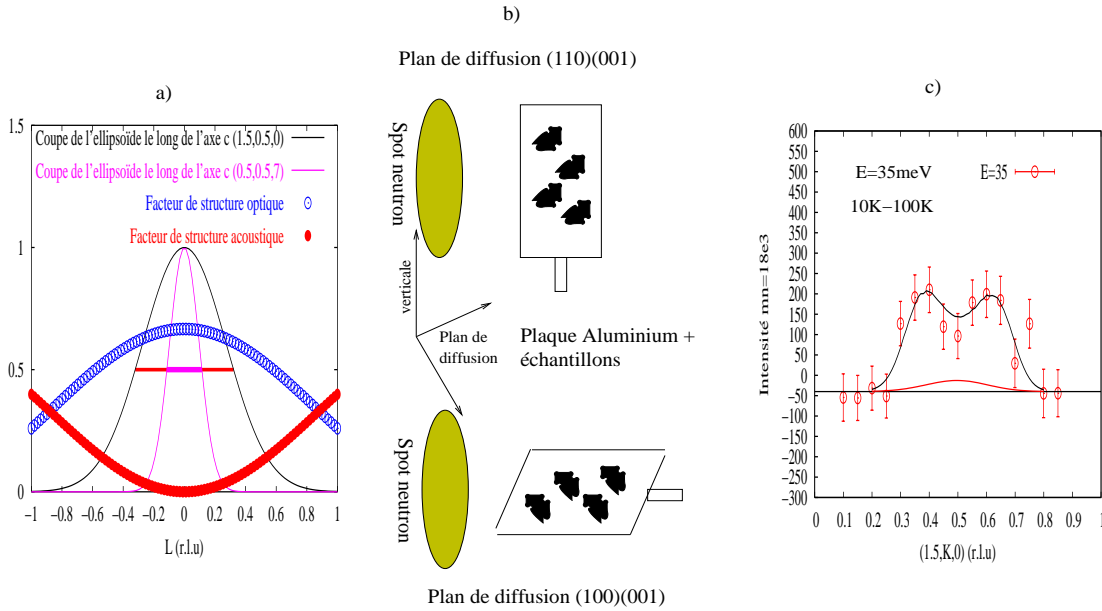 b)
Plan de diffusion (110)(001)
a)
1.5
Coupe de l'ellipsoïde le long de l'axe c (1.5,0.5,0)
Coupe de l'ellipsoïde le long de l'axe c (0.5,0.5,7)
Facteur de structure optique
Facteur de structure acoustique
1
0.5
0
−1
−0.8
−0.6
−0.4
−0.2
0
0.2
0.4
0.6
0.8
1
L (r.l.u)
Spot neutron
verticale
Plan de
diffusion
Plaque Aluminium +
échantillons
Spot neutron
Plan de diffusion (100)(001)
c)
600
550
500
450
400
350
300
250
200
150
100
50
0
−50
−100
−150
−200
−250
−300
Intensité mn=18e3
E=35meV
E=35
10K−100K
0
0.1
0.2
0.3
0.4
0.5
0.6
0.7
0.8
0.9
1
(1.5,K,0) (r.l.u)